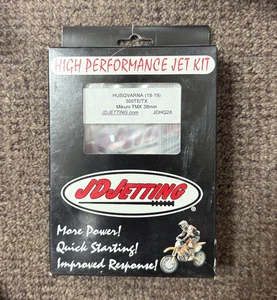 HIGH PERFORMANCE JET KIT
HUSQVARNA (18-19)
300TE/TX
Mikuni TMX 38mm
JDJETTING.com JDHQ28
JDJETTING
More Power!
Quick Starting!
Improved Response!